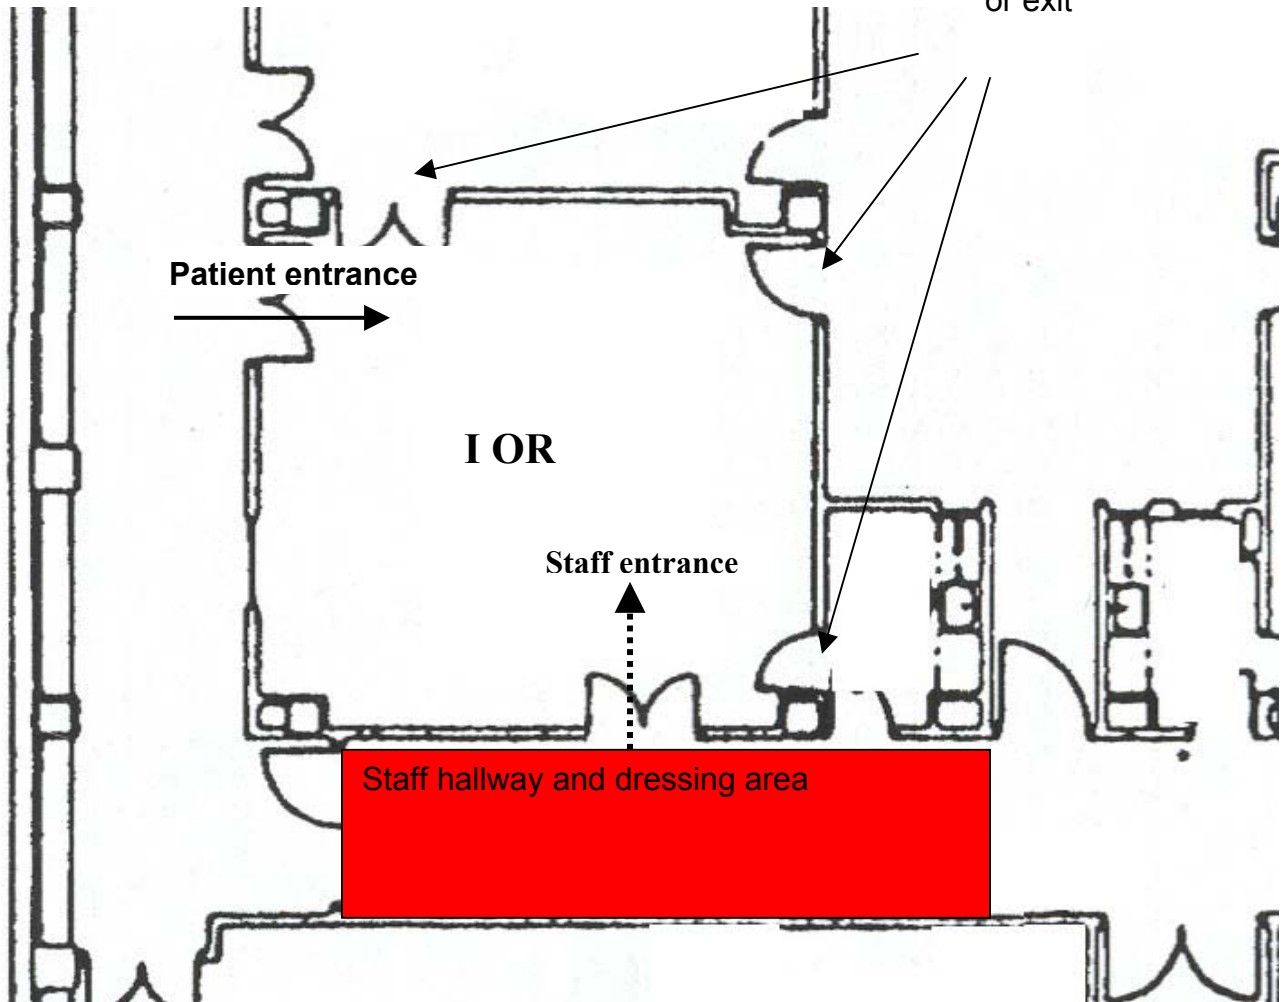 or exit
Patient entrance
I OR
Staff entrance
Staff hallway and dressing area